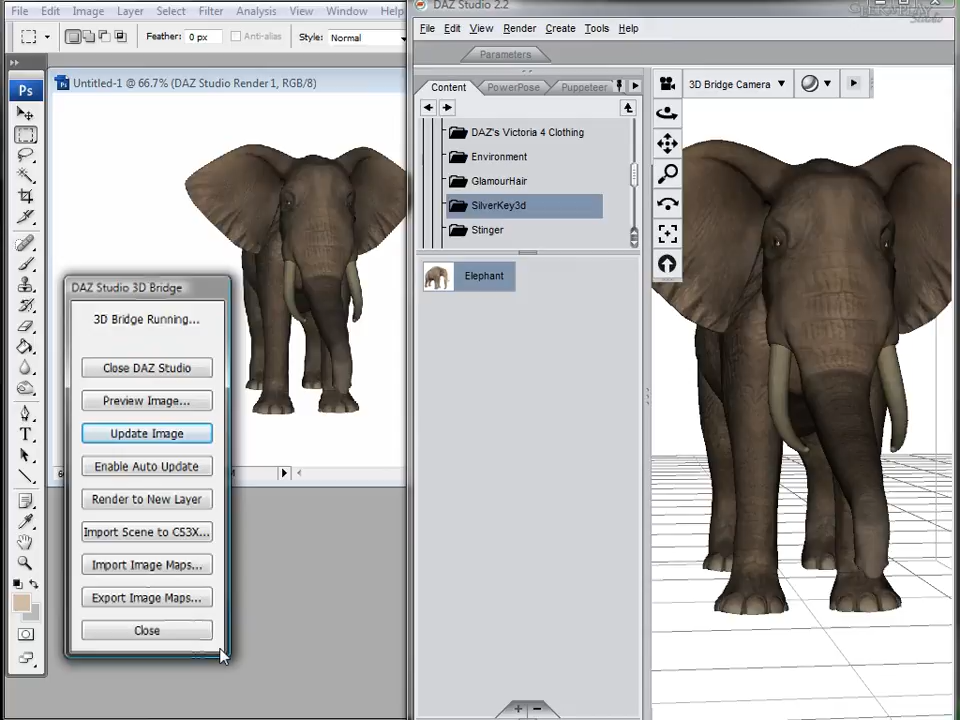 File Edit Image Layer Select Filter Analysis View Window Help
Feather: 0 px Anti-alias Style: Normal
Ps
Untitled-1 @ 66.7% (DAZ Studio Render 1, RGB/8)
T
DAZ Studio 3D Bridge
3D Bridge Running...
Close DAZ Studio
Preview Image...
Update Image
Enable Auto Update
Render to New Layer
Import Scene to CS3X...
Import Image Maps...
Export Image Maps...
Close
DAZ Studio 2.2
File Edit View Render Create Tools Help
Parameters
Content PowerPose Puppeteer
3D Bridge Camera
DAZ's Victoria 4 Clothing
Environment
GlamourHair
SilverKey3d
Stinger
Elephant